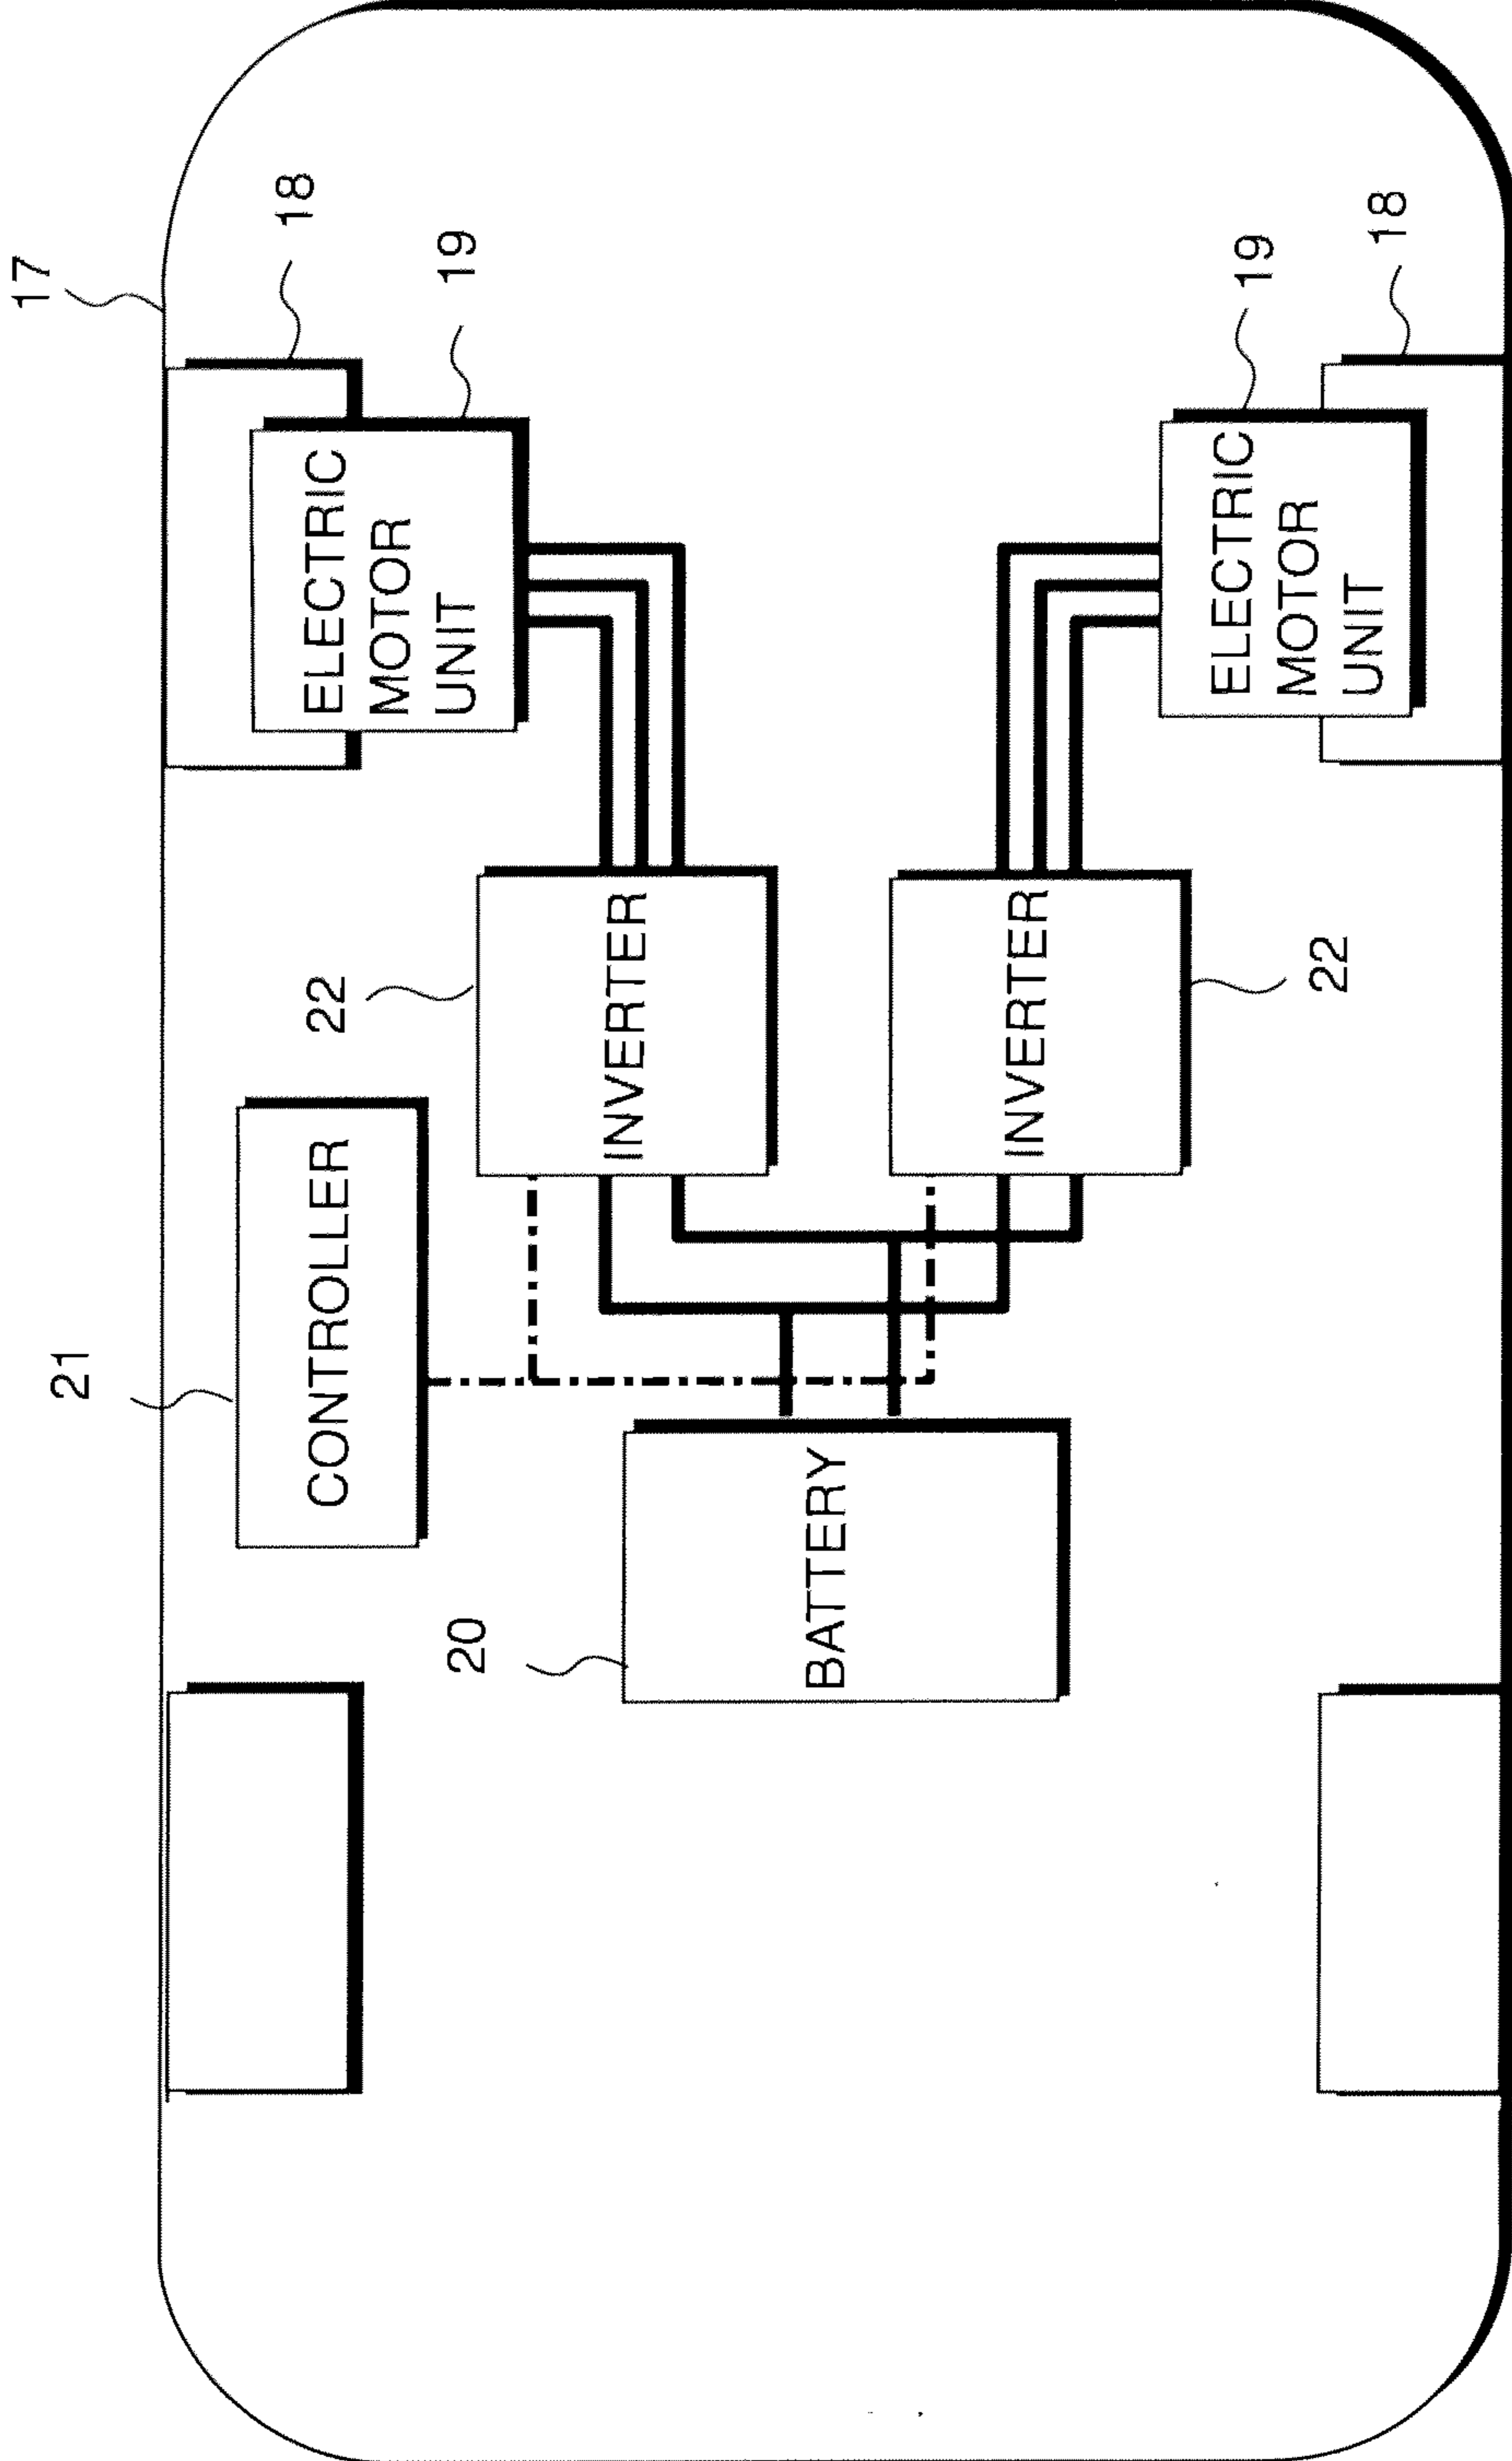 17
21
18
CONTROLLER
22
ELECTRIC
MOTOR
UNIT
19
20
INVERTER
BATTERY
INVERTER
22
ELECTRIC
MOTOR
UNIT
19
18